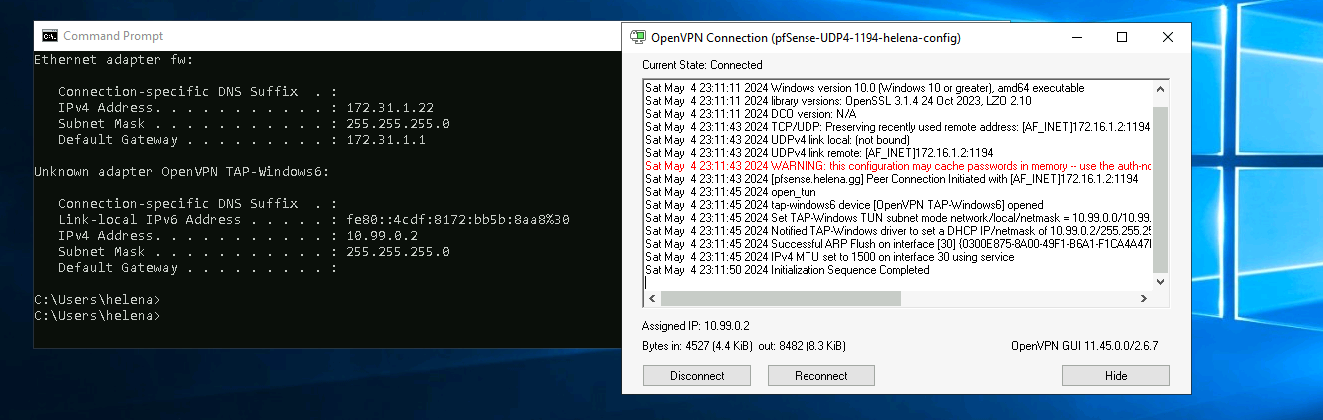 Command Prompt
Ethernet adapter fw:
Connection-specific DNS Suffix  . :
IPv4 Address. . . . . . . . . . . : 172.31.1.22
Subnet Mask . . . . . . . . . . . : 255.255.255.0
Default Gateway . . . . . . . . . : 172.31.1.1
Unknown adapter OpenVPN TAP-Windows6:
Connection-specific DNS Suffix  . :
Link-local IPv6 Address . . . . . : fe80::4cdf:8172:bb5b:8aa8%30
IPv4 Address. . . . . . . . . . . : 10.99.0.2
Subnet Mask . . . . . . . . . . . : 255.255.255.0
Default Gateway . . . . . . . . . :
C:\Users\helena>
C:\Users\helena>
OpenVPN Connection (pfSense-UDP4-1194-helena-config)
Current State: Connected
Sat May  4 23:11:11 2024 Windows version 10.0 (Windows 10 or greater), amd64 executable
Sat May  4 23:11:11 2024 library versions: OpenSSL 3.1.4 24 Oct 2023, LZO 2.10
Sat May  4 23:11:11 2024 DCO version: N/A
Sat May  4 23:11:43 2024 TCP/UDP: Preserving recently used remote address: [AF_INET]172.16.1.2:1194
Sat May  4 23:11:43 2024 UDPv4 link local: (not bound)
Sat May  4 23:11:43 2024 UDPv4 link remote: [AF_INET]172.16.1.2:1194
Sat May  4 23:11:43 2024 WARNING: this configuration may cache passwords in memory -- use the auth-no
Sat May  4 23:11:43 2024 [pfsense.helena.gg] Peer Connection Initiated with [AF_INET]172.16.1.2:1194
Sat May  4 23:11:45 2024 open_tun
Sat May  4 23:11:45 2024 tap-windows6 device [OpenVPN TAP-Windows6] opened
Sat May  4 23:11:45 2024 Set TAP-Windows TUN subnet mode network/local/netmask = 10.99.0.0/10.99.
Sat May  4 23:11:45 2024 Notified TAP-Windows driver to set a DHCP IP/netmask of 10.99.0.2/255.255.25
Sat May  4 23:11:45 2024 Successful ARP Flush on interface [30] {0300E875-8A00-49F1-B6A1-F1CA4A47
Sat May  4 23:11:45 2024 IPv4 MTU set to 1500 on interface 30 using service
Sat May  4 23:11:50 2024 Initialization Sequence Completed
Assigned IP: 10.99.0.2
Bytes in: 4527 (4.4 KiB)  out: 8482 (8.3 KiB)
OpenVPN GUI 11.45.0.0/2.6.7
Disconnect
Reconnect
Hide